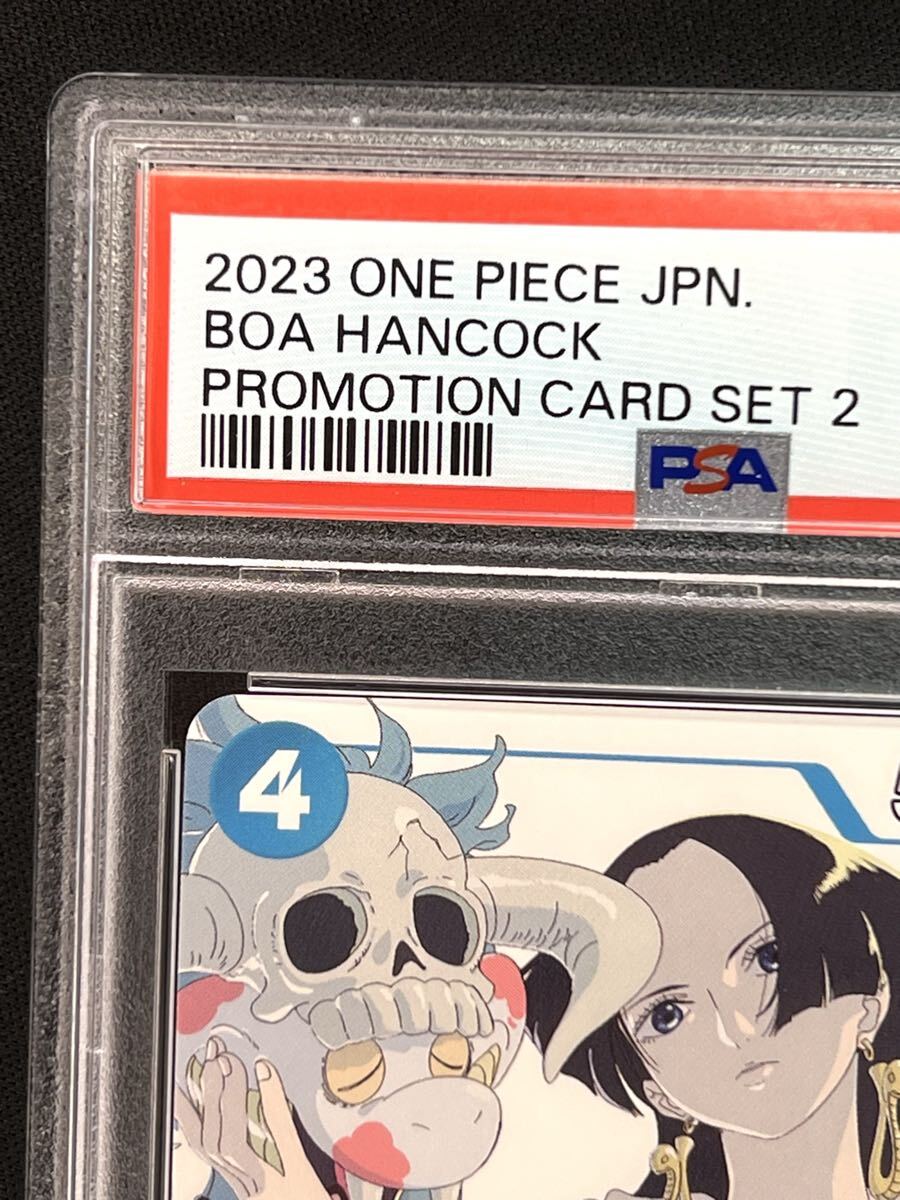 2023 ONE PIECE JPN.
BOA HANCOCK
PROMOTION CARD SET 2
PSA
4